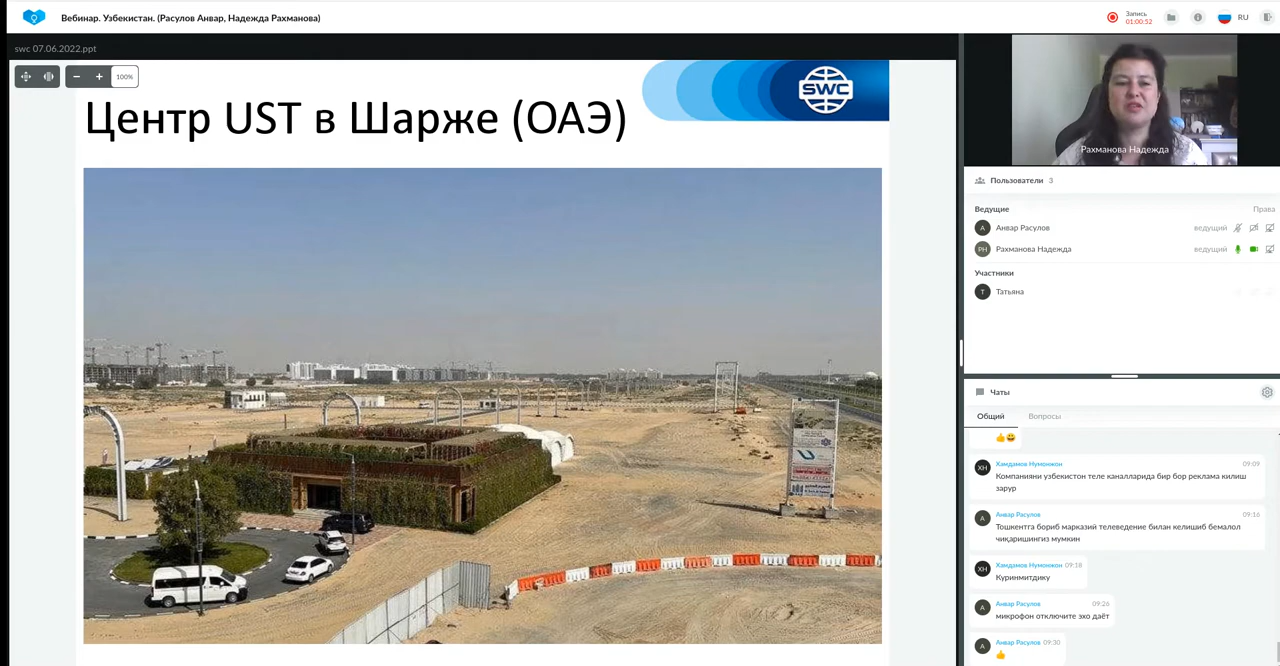 Вебинар. Узбекистан. (Расулов Анвар, Надежда Рахманова)
Запись
01:00:52
RU
swc 07.06.2022.ppt
100%
Центр UST в Шарже (ОАЭ)
SWC
Рахманова Надежда
Пользователи 3
Ведущие
Права
А Анвар Расулов ведущий
РН Рахманова Надежда ведущий
Участники
Т Татьяна
Чаты
Общий Вопросы
👍😃
ХН Хамдамов Нумонжон 09:09
Компанияни узбекистон теле каналларида бир бор реклама килиш
зарур
А Анвар Расулов 09:16
Тошкентга бориб марказий телеведение билан келишиб бемалол
чиқаришингиз мумкин
ХН Хамдамов Нумонжон 09:18
Куринмитдику
А Анвар Расулов 09:26
микрофон отключите эхо даёт
А Анвар Расулов 09:30
👍